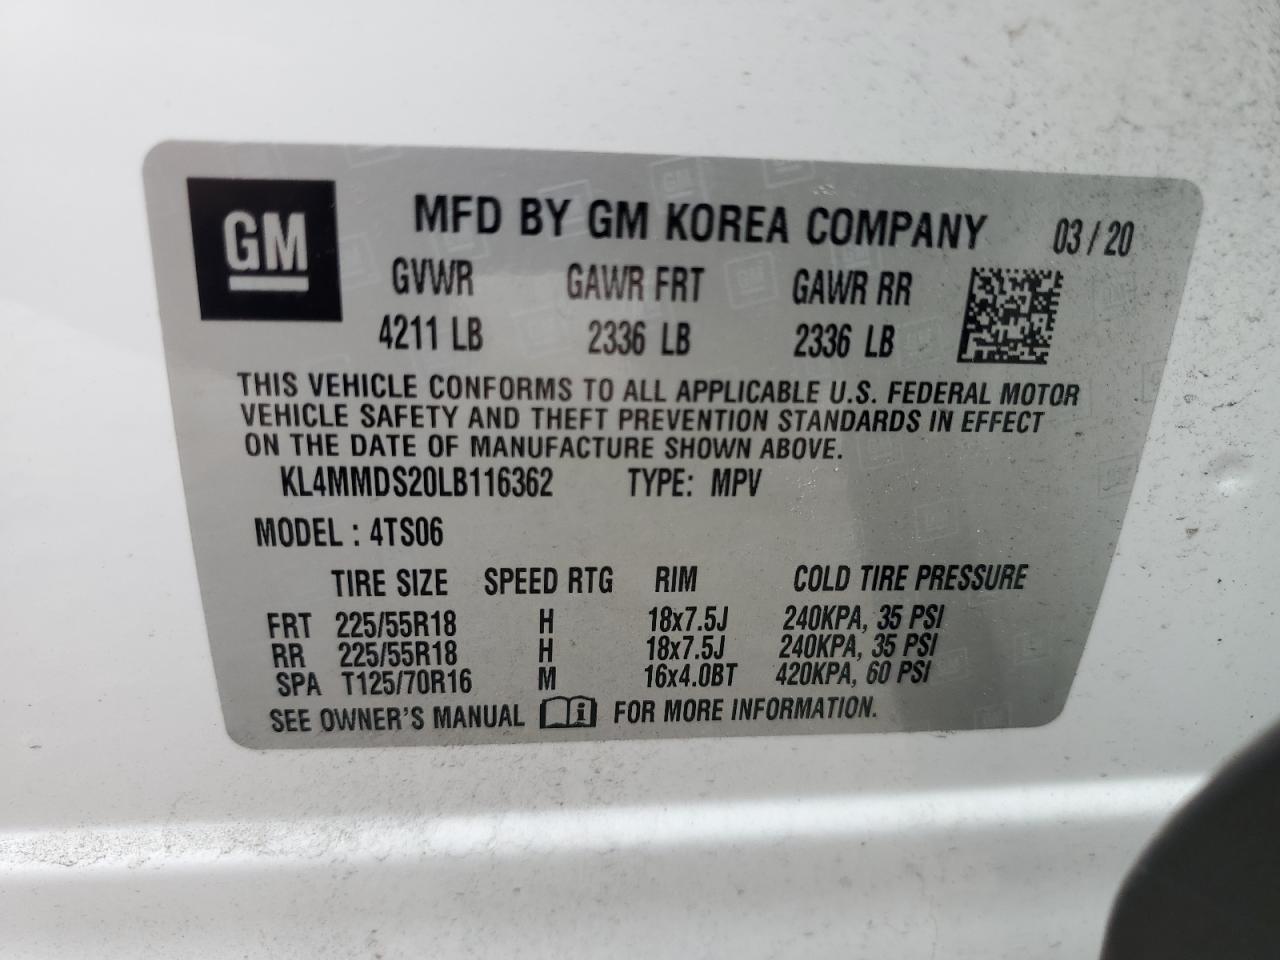 GM
MFD BY GM KOREA COMPANY 03/20
GVWR GAWR FRT GAWR RR
4211 LB 2336 LB 2336 LB
THIS VEHICLE CONFORMS TO ALL APPLICABLE U.S. FEDERAL MOTOR
VEHICLE SAFETY AND THEFT PREVENTION STANDARDS IN EFFECT
ON THE DATE OF MANUFACTURE SHOWN ABOVE.
KL4MMDS20LB116362 TYPE: MPV
MODEL : 4TS06
TIRE SIZE SPEED RTG RIM COLD TIRE PRESSURE
FRT 225/55R18 H 18x7.5J 240KPA, 35 PSI
RR 225/55R18 H 18x7.5J 240KPA, 35 PSI
SPA T125/70R16 M 16x4.0BT 420KPA, 60 PSI
SEE OWNER'S MANUAL FOR MORE INFORMATION.